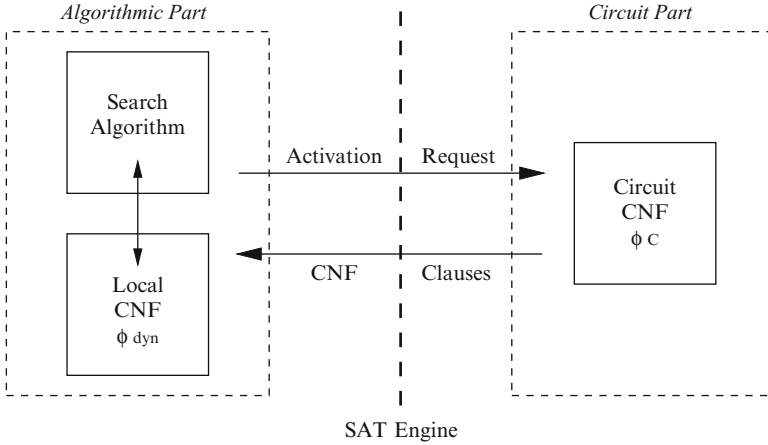 Algorithmic Part
Circuit Part
Search
Algorithm
Activation Request
Circuit
CNF
ϕ C
CNF Clauses
Local
CNF
ϕ dyn
SAT Engine